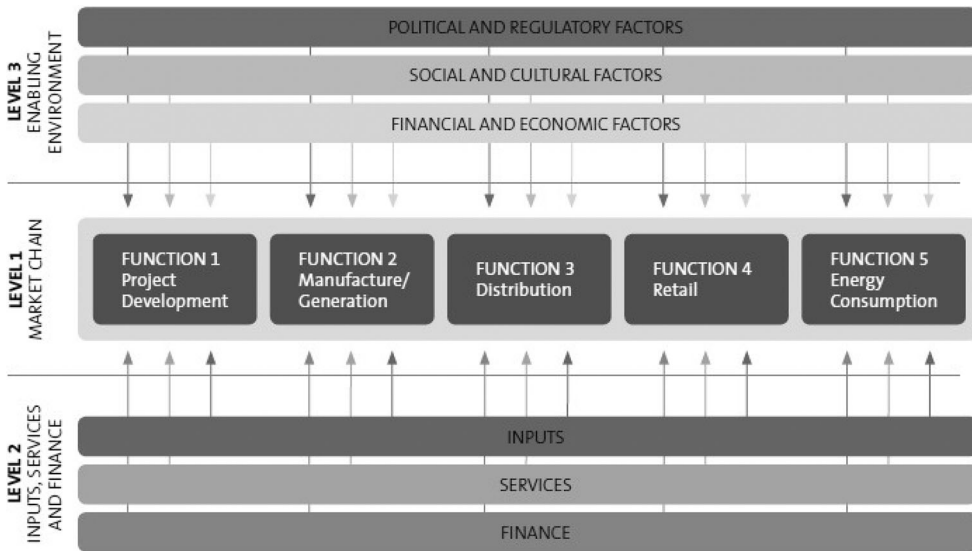 LEVEL 3
ENABLING
ENVIRONMENT
POLITICAL AND REGULATORY FACTORS
SOCIAL AND CULTURAL FACTORS
FINANCIAL AND ECONOMIC FACTORS
LEVEL 1
MARKET CHAIN
FUNCTION 1
Project
Development
FUNCTION 2
Manufacture/
Generation
FUNCTION 3
Distribution
FUNCTION 4
Retail
FUNCTION 5
Energy
Consumption
LEVEL 2
INPUTS, SERVICES
AND FINANCE
INPUTS
SERVICES
FINANCE